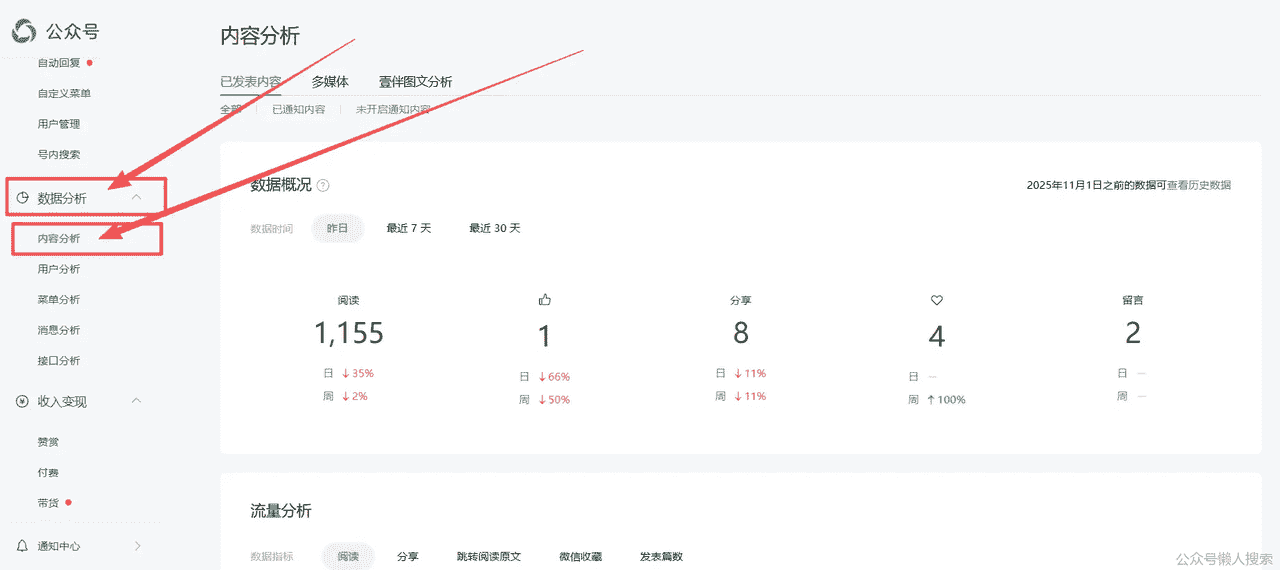 公众号
自动回复
自定义菜单
用户管理
号内搜索
数据分析
内容分析
用户分析
菜单分析
消息分析
接口分析
收入变现
赞赏
付费
带货
通知中心
内容分析
已发表内容 多媒体 壹伴图文分析
全部 已通知内容 未开启通知内容
数据概况 ?
2025年11月1日之前的数据可查看历史数据
数据时间 昨日 最近 7 天 最近 30 天
阅读
1,155
日 ↓35%
周 ↓2%
1
日 ↓66%
周 ↓50%
分享
8
日 ↓11%
周 ↓11%
4
日 —
周 ↑100%
留言
2
日 —
周 —
流量分析
数据指标 阅读 分享 跳转阅读原文 微信收藏 发表篇数
公众号懒人搜索